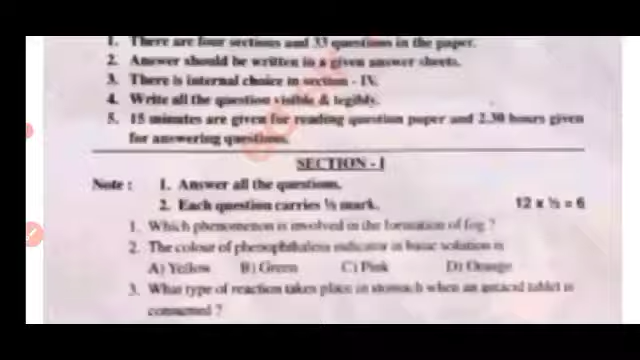 1. There are four sections and 33 questions in the paper.
2. Answer should be written in a given answer sheets.
3. There is internal choice in section - IV.
4. Write all the question visible & legibly.
5. 15 minutes are given for reading question paper and 2.30 hours given
for answering questions.
SECTION - I
Note : 1. Answer all the questions.
2. Each question carries ½ mark. 12 x ½ = 6
1. Which phenomenon is involved in the formation of fog ?
2. The colour of phenophthalein indicator in basic solution is
A) Yellow B) Green C) Pink D) Orange
3. What type of reaction takes place in stomach when an antacid tablet is
consumed ?